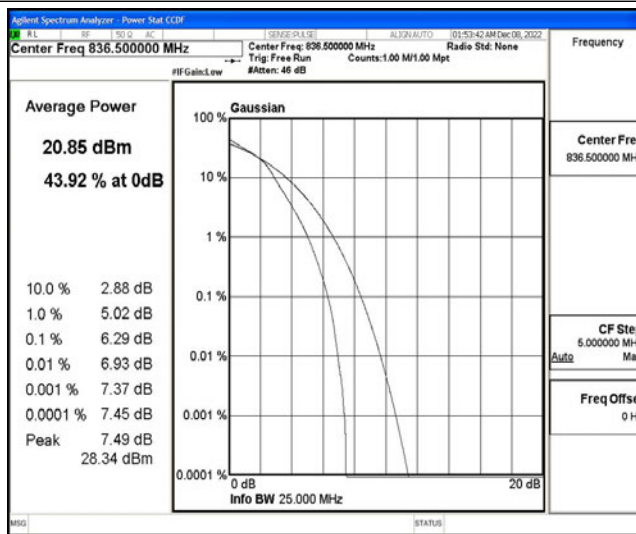 Agilent Spectrum Analyzer - Power Stat CCDF
RL RF 50 Ω AC SENSE:PULSE ALIGN AUTO 01:53:42 AM Dec 08, 2022
Center Freq 836.500000 MHz
Center Freq: 836.500000 MHz Radio Std: None
Trig: Free Run Counts:1.00 M/1.00 Mpt
#IFGain:Low #Atten: 46 dB
Frequency
Average Power
20.85 dBm
43.92 % at 0dB
10.0 % 2.88 dB
1.0 % 5.02 dB
0.1 % 6.29 dB
0.01 % 6.93 dB
0.001 % 7.37 dB
0.0001 % 7.45 dB
Peak 7.49 dB
28.34 dBm
Gaussian
100 %
10 %
1 %
0.1 %
0.01 %
0.001 %
0.0001 %
0 dB 20 dB
Info BW 25.000 MHz
Center Fre
836.500000 MH
CF Ste
5.000000 MH
Auto Ma
Freq Offse
0 H
MSG STATUS